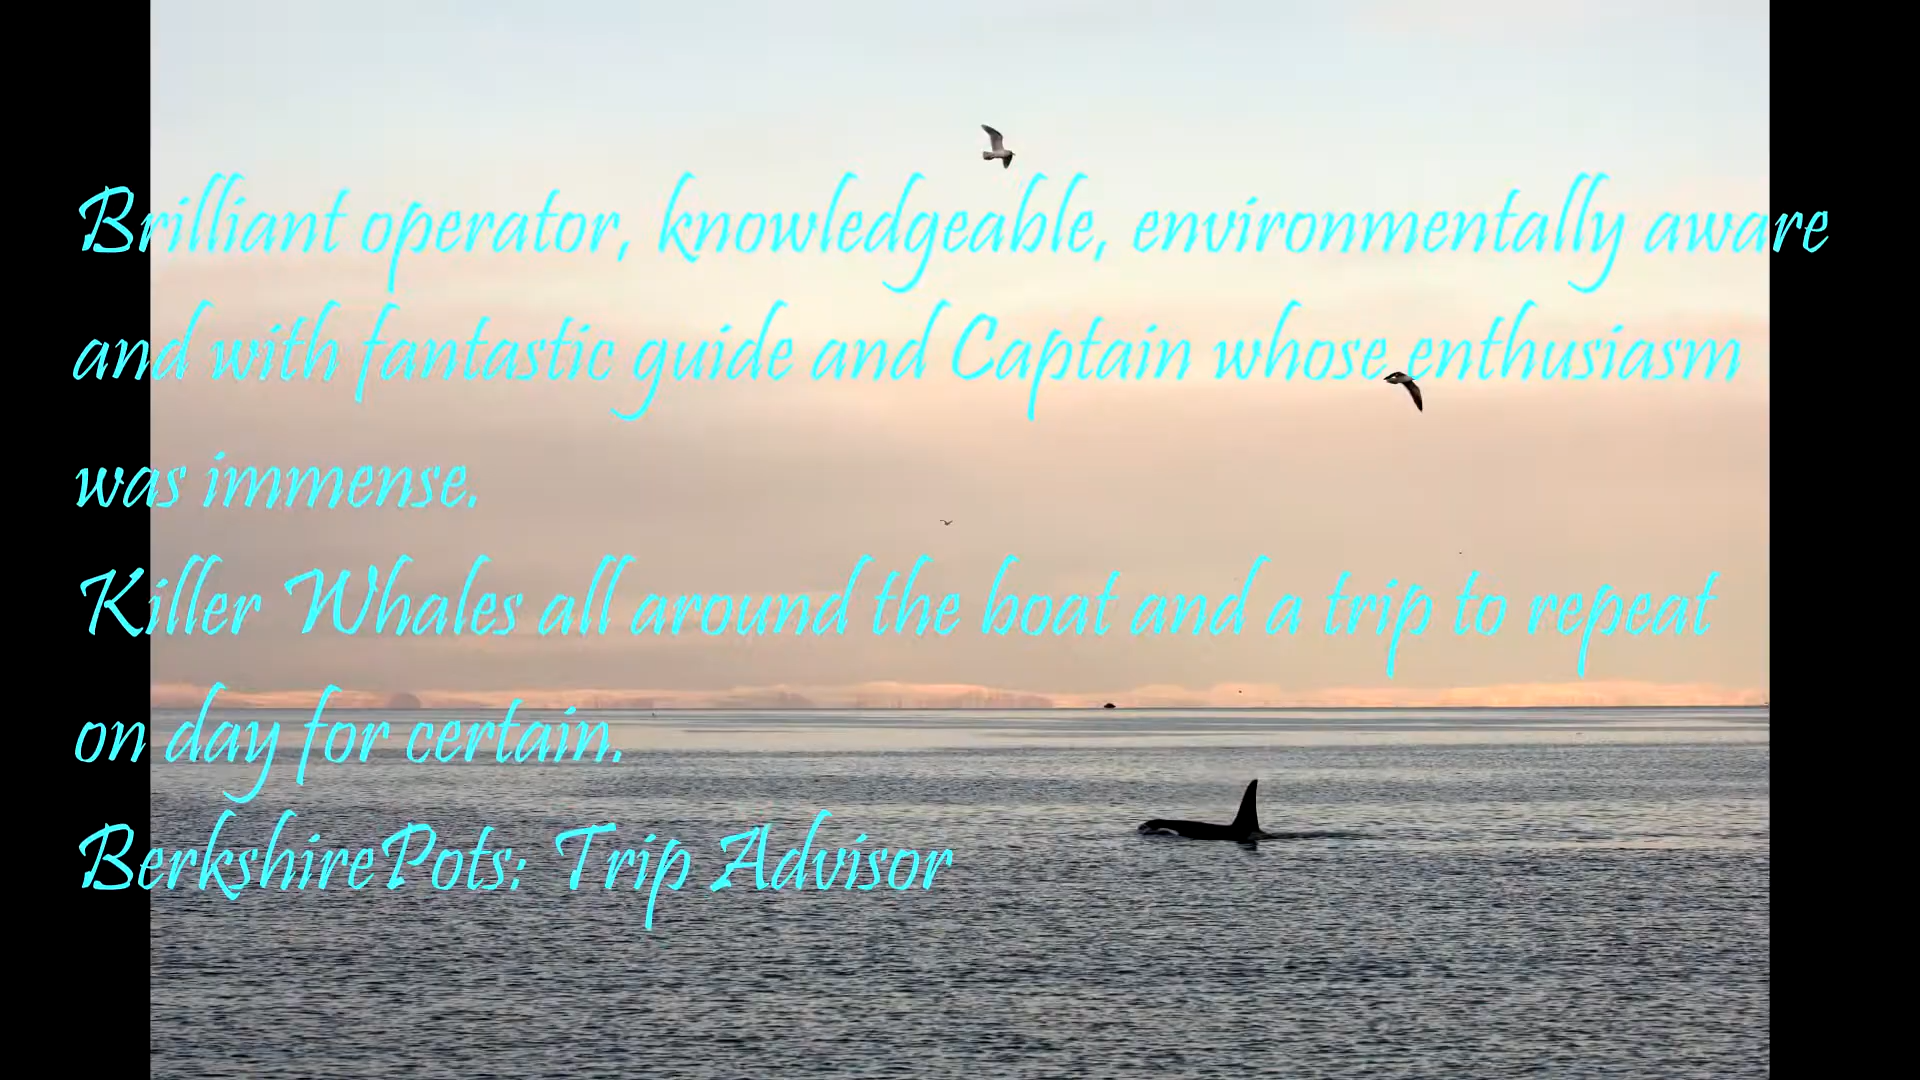 Brilliant operator, knowledgeable, environmentally aware
and with fantastic guide and Captain whose enthusiasm
was immense.
Killer Whales all around the boat and a trip to repeat
on day for certain.
BerkshirePots: Trip Advisor